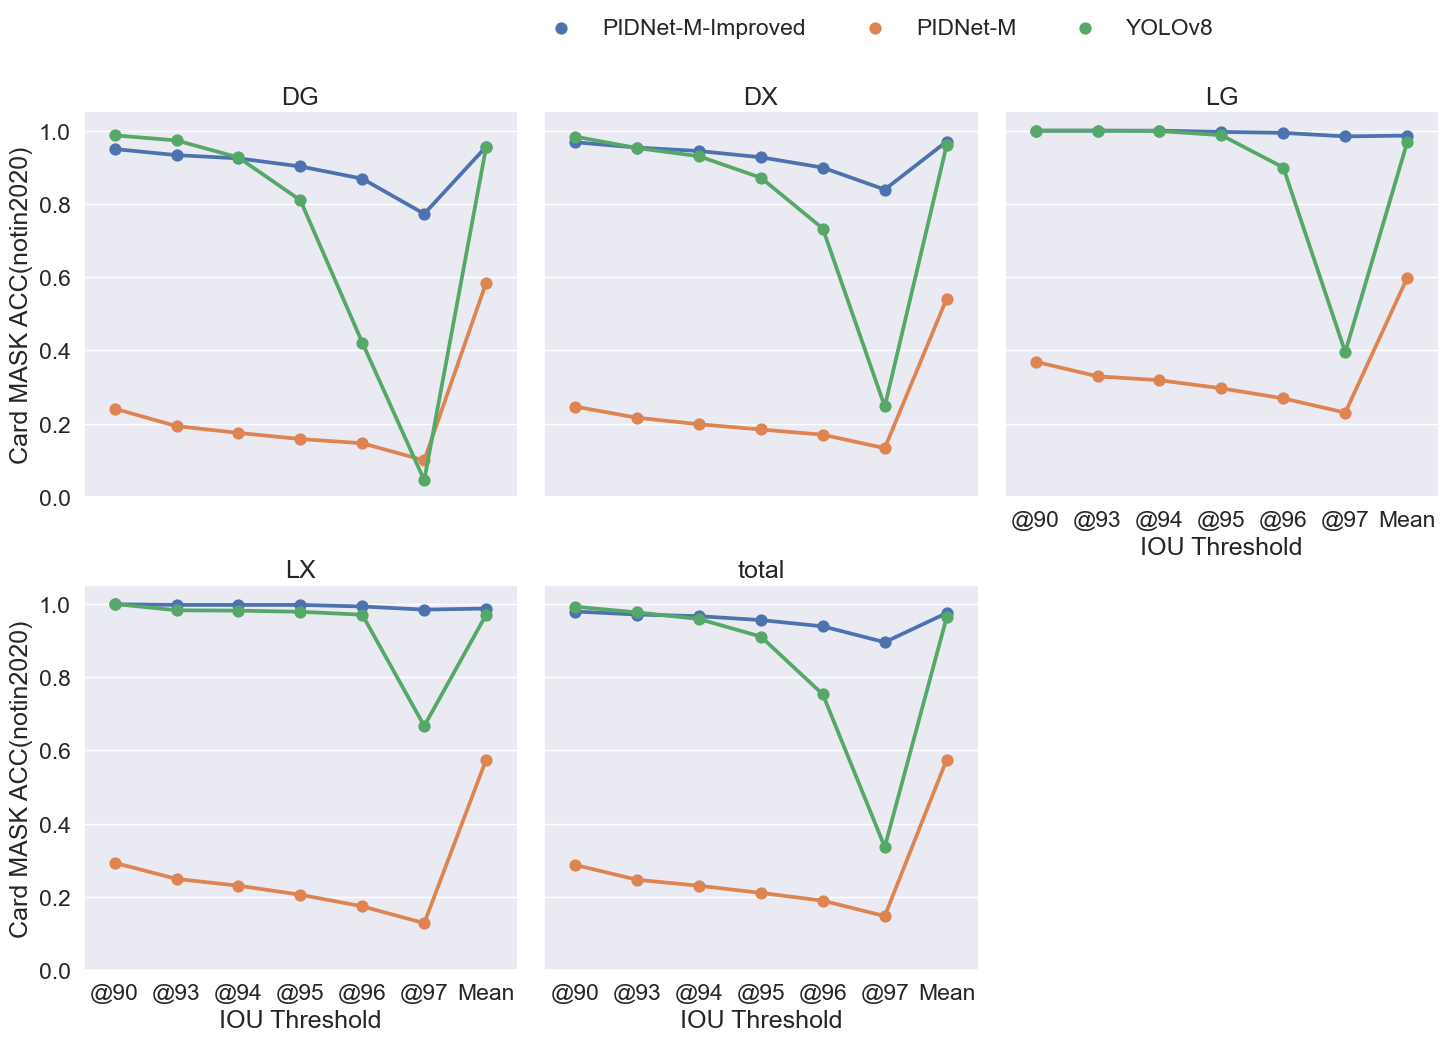 PIDNet-M-Improved PIDNet-M YOLOv8
DG DX LG
Card MASK ACC(notin2020)
1.0
0.8
0.6
0.4
0.2
0.0
@90 @93 @94 @95 @96 @97 Mean
IOU Threshold
LX total
Card MASK ACC(notin2020)
1.0
0.8
0.6
0.4
0.2
0.0
@90 @93 @94 @95 @96 @97 Mean @90 @93 @94 @95 @96 @97 Mean
IOU Threshold IOU Threshold